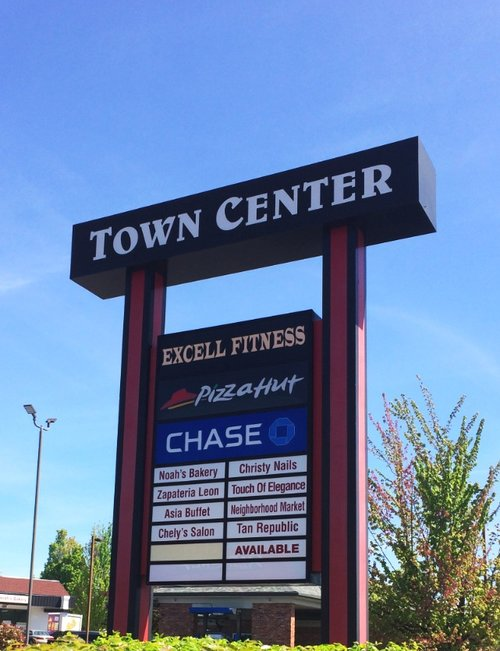 TOWN CENTER
EXCELL FITNESS
Pizza Hut
CHASE
Noah's Bakery
Christy Nails
Zapateria Leon
Touch Of Elegance
Asia Buffet
Neighborhood Market
Chely's Salon
Tan Republic
AVAILABLE